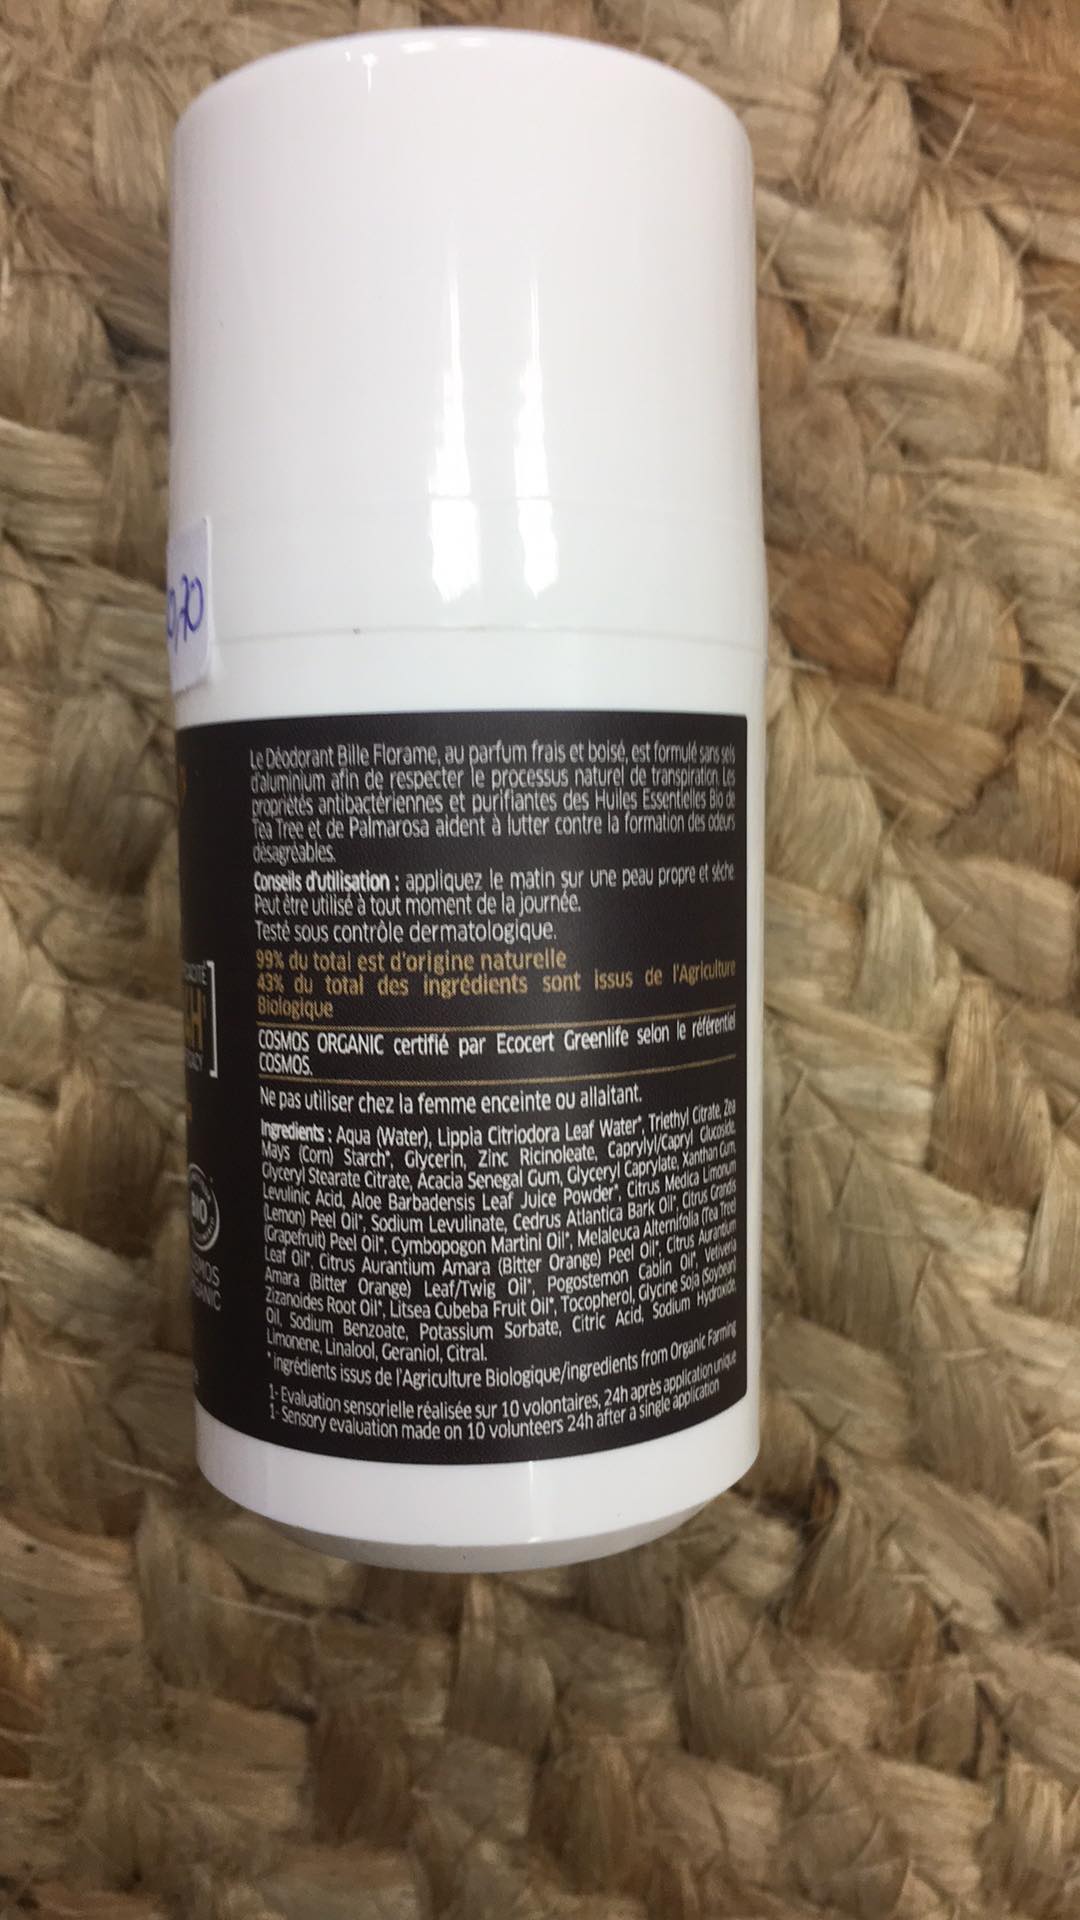 0,70
Le Déodorant Bille Florame, au parfum frais et boisé, est formulé sans sels
d'aluminium afin de respecter le processus naturel de transpiration. Les
propriétés antibactériennes et purifiantes des Huiles Essentielles Bio de
Tea Tree et de Palmarosa aident à lutter contre la formation des odeurs
désagréables.
Conseils d'utilisation : appliquez le matin sur une peau propre et sèche.
Peut être utilisé à tout moment de la journée.
Testé sous contrôle dermatologique.
99% du total est d'origine naturelle
43% du total des ingrédients sont issus de l'Agriculture
Biologique
COSMOS ORGANIC certifié par Ecocert Greenlife selon le référentiel
COSMOS.
Ne pas utiliser chez la femme enceinte ou allaitant.
Ingredients : Aqua (Water), Lippia Citriodora Leaf Water*, Triethyl Citrate, Zea
Mays (Corn) Starch*, Glycerin, Zinc Ricinoleate, Caprylyl/Capryl Glucoside,
Glyceryl Stearate Citrate, Acacia Senegal Gum, Glyceryl Caprylate, Xanthan Gum,
Levulinic Acid, Aloe Barbadensis Leaf Juice Powder*, Citrus Medica Limonum
(Lemon) Peel Oil*, Sodium Levulinate, Cedrus Atlantica Bark Oil*, Citrus Grandis
(Grapefruit) Peel Oil*, Cymbopogon Martini Oil*, Melaleuca Alternifolia (Tea Tree)
Leaf Oil*, Citrus Aurantium Amara (Bitter Orange) Peel Oil*, Citrus Aurantium
Amara (Bitter Orange) Leaf/Twig Oil*, Pogostemon Cablin Oil*, Vetiveria
Zizanoides Root Oil*, Litsea Cubeba Fruit Oil*, Tocopherol, Glycine Soja (Soybean)
Oil, Sodium Benzoate, Potassium Sorbate, Citric Acid, Sodium Hydroxide,
Limonene, Linalool, Geraniol, Citral.
*ingrédients issus de l'Agriculture Biologique/ingredients from Organic Farming
1- Evaluation sensorielle réalisée sur 10 volontaires, 24h après application unique
1- Sensory evaluation made on 10 volunteers 24h after a single application
BIO